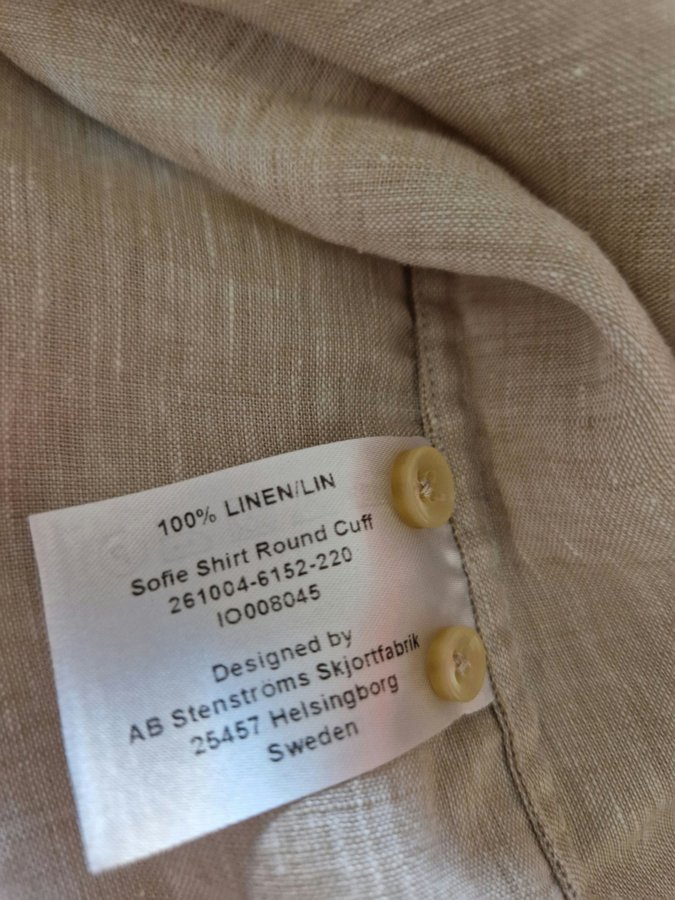 100% LINEN/LIN
Sofie Shirt Round Cuff
261004-6152-220
IO008045
Designed by
AB Stenströms Skjortfabrik
25457 Helsingborg
Sweden